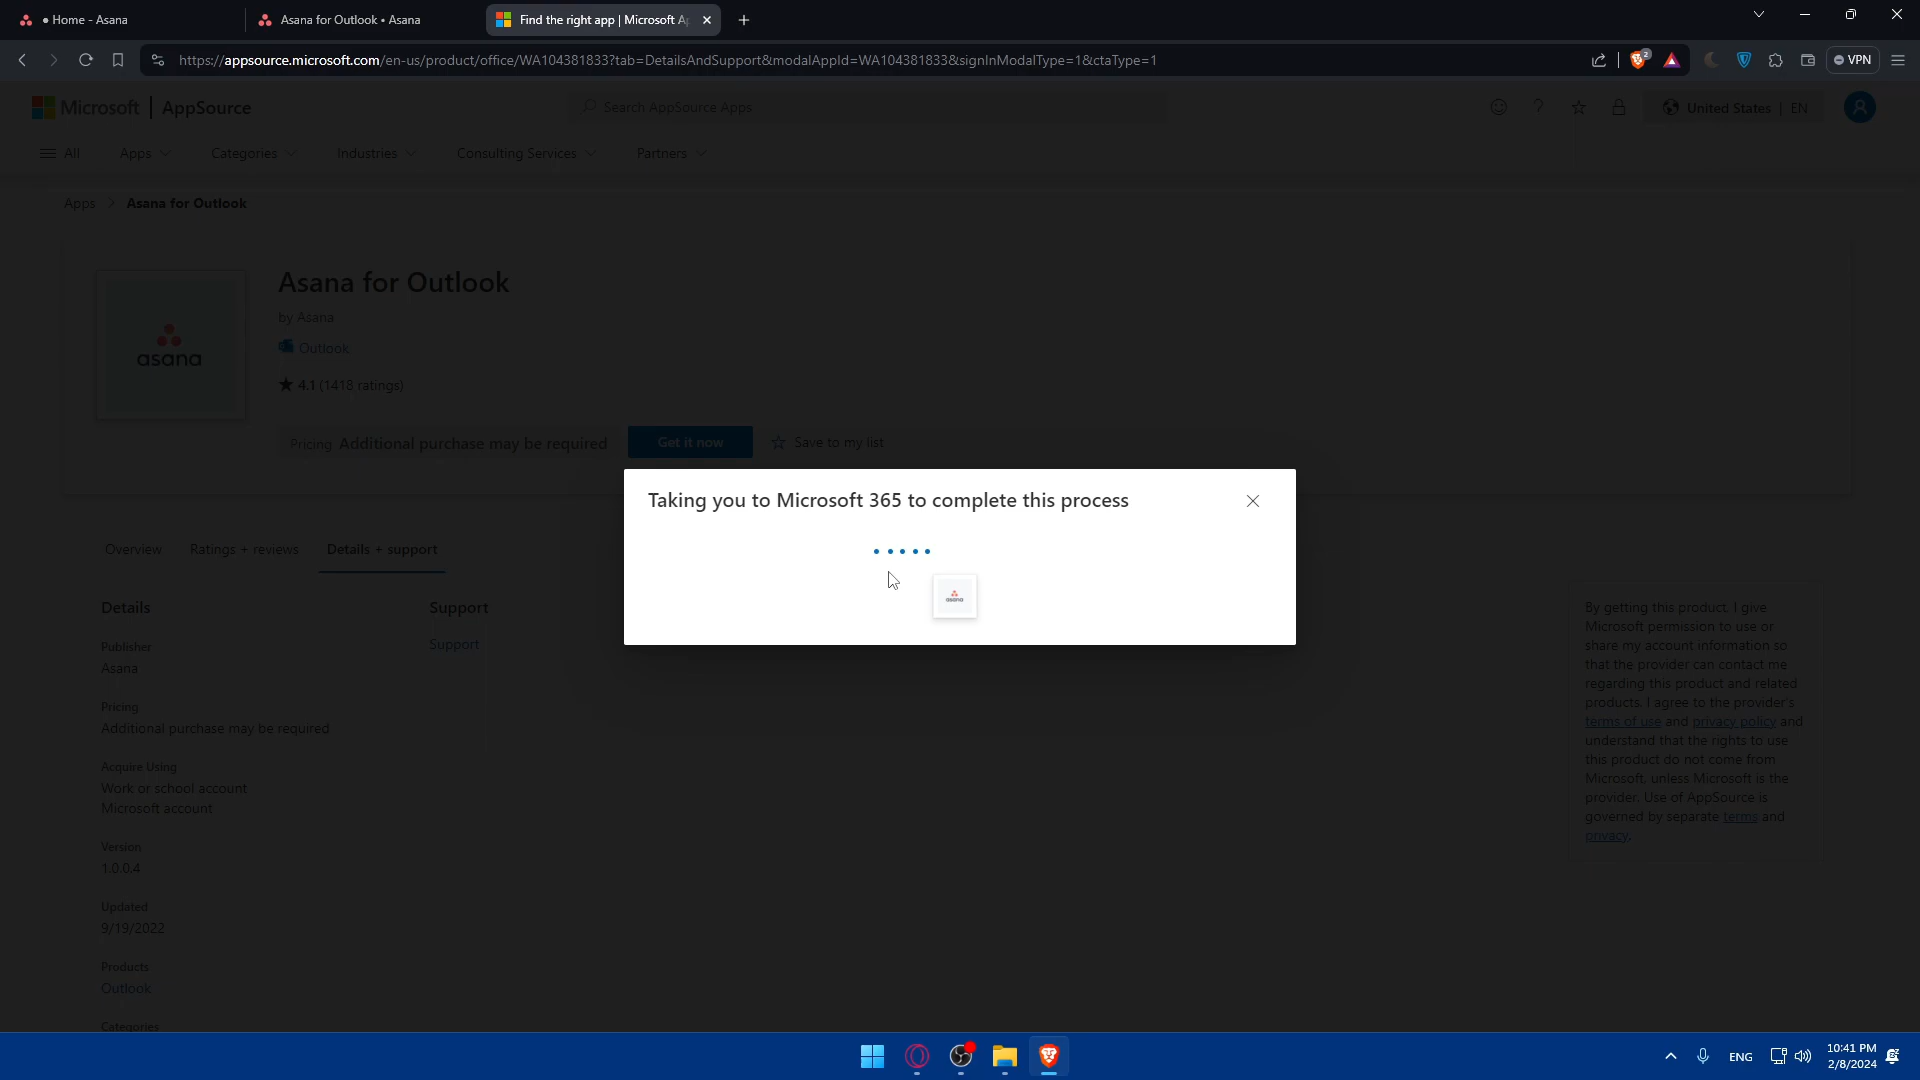 Home - Asana
Asana for Outlook • Asana
Find the right app | Microsoft Ap
https://appsource.microsoft.com/en-us/product/office/WA104381833?tab=DetailsAndSupport&modalAppId=WA104381833&signInModalType=1&ctaType=1
2
VPN
Microsoft | AppSource
Search AppSource Apps
?
United States | EN
All
Apps
Categories
Industries
Consulting Services
Partners
Apps > Asana for Outlook
Asana for Outlook
by Asana
Outlook
asana
★ 4.1 (1418 ratings)
Pricing Additional purchase may be required
Get it now
Save to my list
Taking you to Microsoft 365 to complete this process
asana
Overview
Ratings + reviews
Details + support
Details
Publisher
Asana
Pricing
Additional purchase may be required
Acquire Using
Work or school account
Microsoft account
Version
1.0.0.4
Updated
9/19/2022
Products
Outlook
Categories
Support
Support
By getting this product, I give
Microsoft permission to use or
share my account information so
that the provider can contact me
regarding this product and related
products. I agree to the provider's
terms of use and privacy policy and
understand that the rights to use
this product do not come from
Microsoft, unless Microsoft is the
provider. Use of AppSource is
governed by separate terms and
privacy.
ENG
10:41 PM
2/8/2024